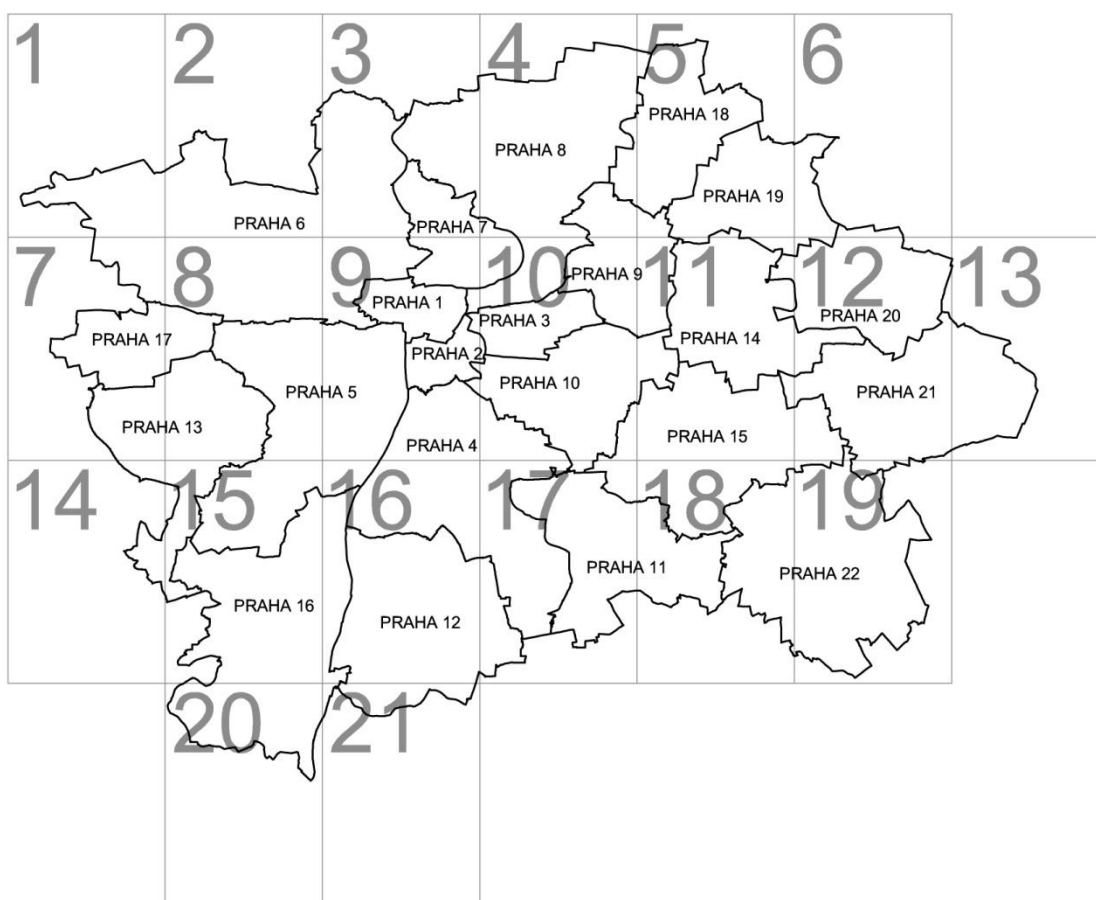 1 2 3 4 5 6
PRAHA 18
PRAHA 8
PRAHA 19
PRAHA 6 PRAHA 7
7 8 9 10 11 12 13
PRAHA 9
PRAHA 1
PRAHA 3 PRAHA 20
PRAHA 17 PRAHA 14
PRAHA 2
PRAHA 5 PRAHA 10 PRAHA 21
PRAHA 13 PRAHA 15
PRAHA 4
14 15 16 17 18 19
PRAHA 11 PRAHA 22
PRAHA 16
PRAHA 12
20 21